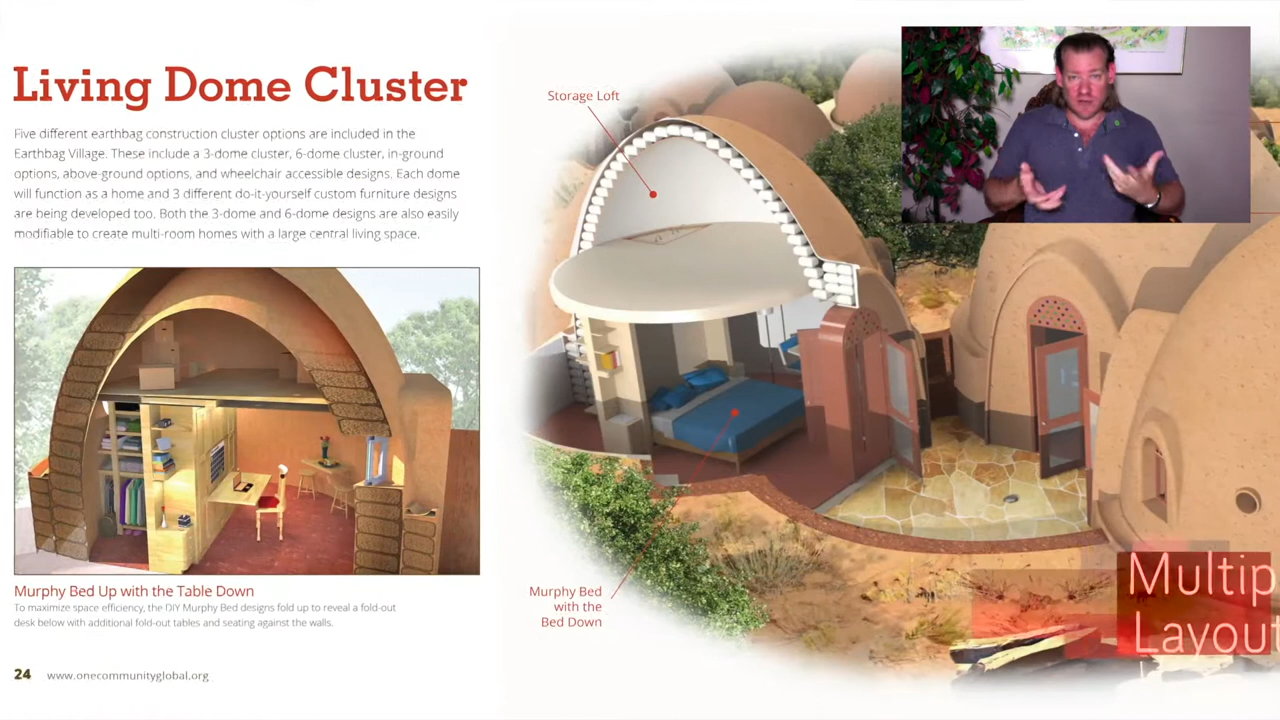 Living Dome Cluster
Five different earthbag construction cluster options are included in the
Earthbag Village. These include a 3-dome cluster, 6-dome cluster, in-ground
options, above-ground options, and wheelchair accessible designs. Each dome
will function as a home and 3 different do-it-yourself custom furniture designs
are being developed too. Both the 3-dome and 6-dome designs are also easily
modifiable to create multi-room homes with a large central living space.
Murphy Bed Up with the Table Down
To maximize space efficiency, the DIY Murphy Bed designs fold up to reveal a fold-out
desk below with additional fold-out tables and seating against the walls.
24 www.onecommunityglobal.org
Storage Loft
Murphy Bed
with the
Bed Down
Multip
Layout